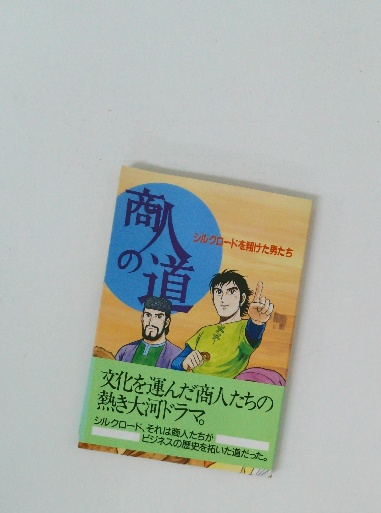 商人の道
シルクロードを翔けた男たち
文化を運んだ商人たちの
熱き大河ドラマ。
シルクロード、それは商人たちが
ビジネスの歴史を拓いた道だった。